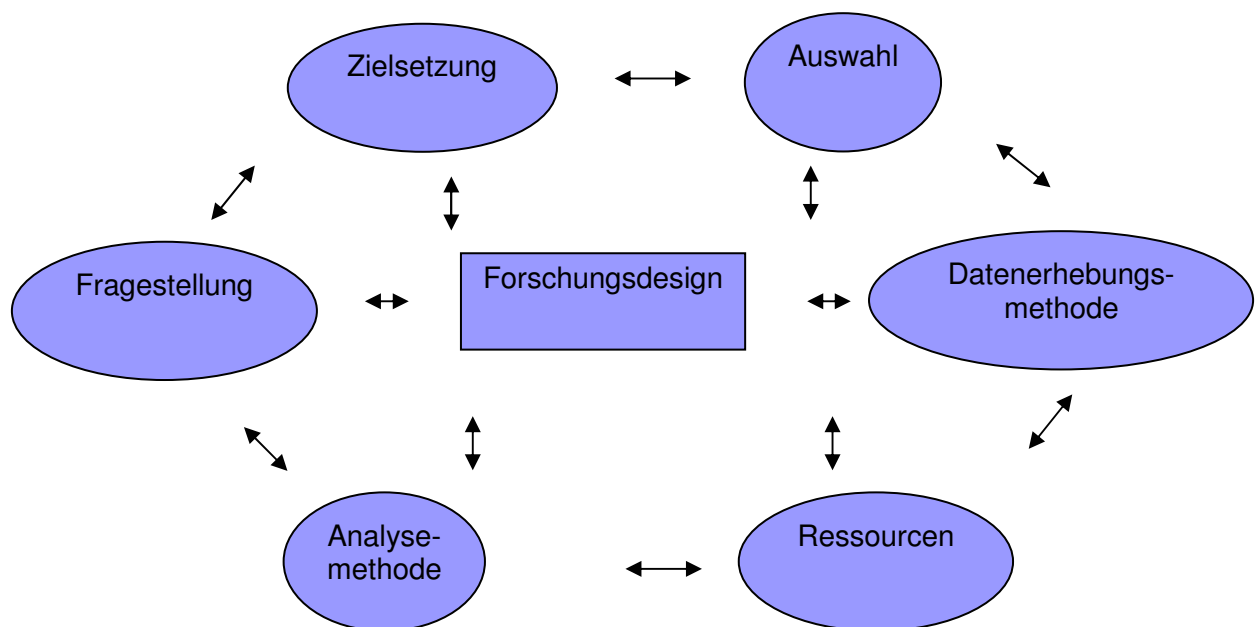 Zielsetzung
Auswahl
Fragestellung
Forschungsdesign
Datenerhebungs-
methode
Analyse-
methode
Ressourcen